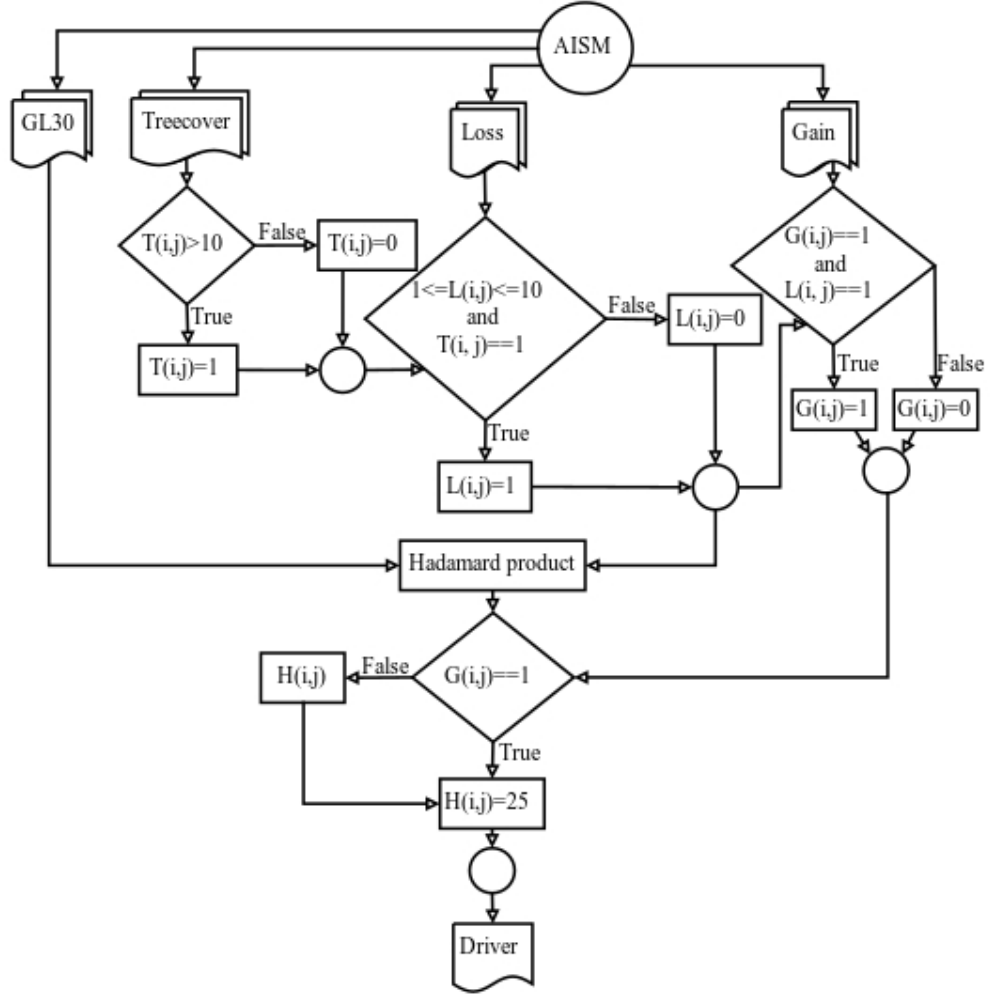 AISM
GL30
Treecover
Loss
Gain
T(i,j)>10
False
T(i,j)=0
True
T(i,j)=1
1<=L(i,j)<=10
and
T(i, j)==1
False
L(i,j)=0
True
L(i,j)=1
G(i,j)==1
and
L(i, j)==1
True
False
G(i,j)=1
G(i,j)=0
Hadamard product
G(i,j)==1
False
H(i,j)
True
H(i,j)=25
Driver